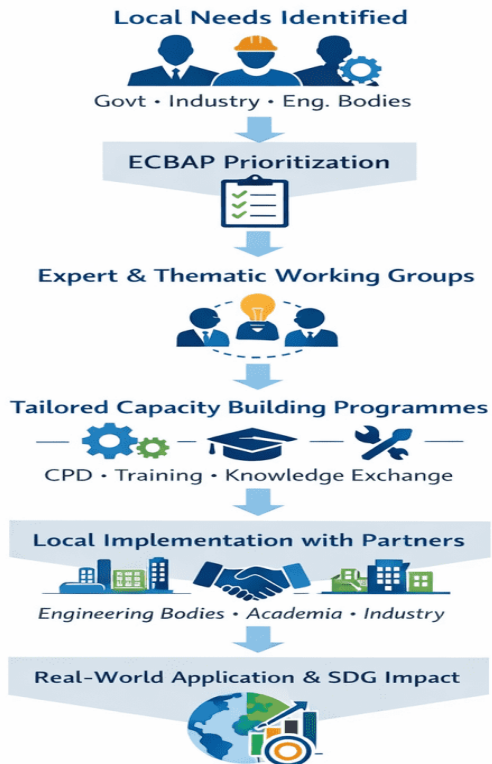 Local Needs Identified
Govt • Industry • Eng. Bodies
ECBAP Prioritization
Expert & Thematic Working Groups
Tailored Capacity Building Programmes
CPD • Training • Knowledge Exchange
Local Implementation with Partners
Engineering Bodies • Academia • Industry
Real-World Application & SDG Impact